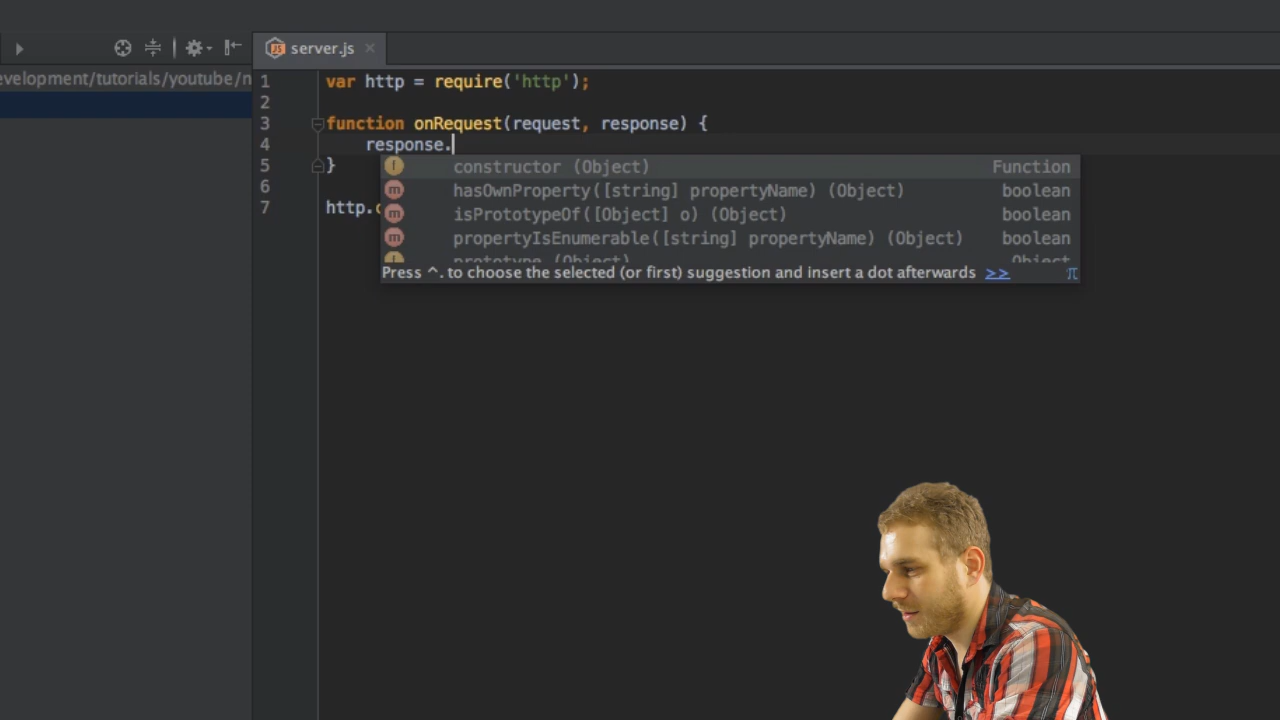 server.js
evelopment/tutorials/youtube/n
1 var http = require('http');
2
3 function onRequest(request, response) {
4 response.
5 }
6
7 http.c
constructor (Object) Function
hasOwnProperty([string] propertyName) (Object) boolean
isPrototypeOf([Object] o) (Object) boolean
propertyIsEnumerable([string] propertyName) (Object) boolean
prototype (Object) Object
Press ^. to choose the selected (or first) suggestion and insert a dot afterwards >> π